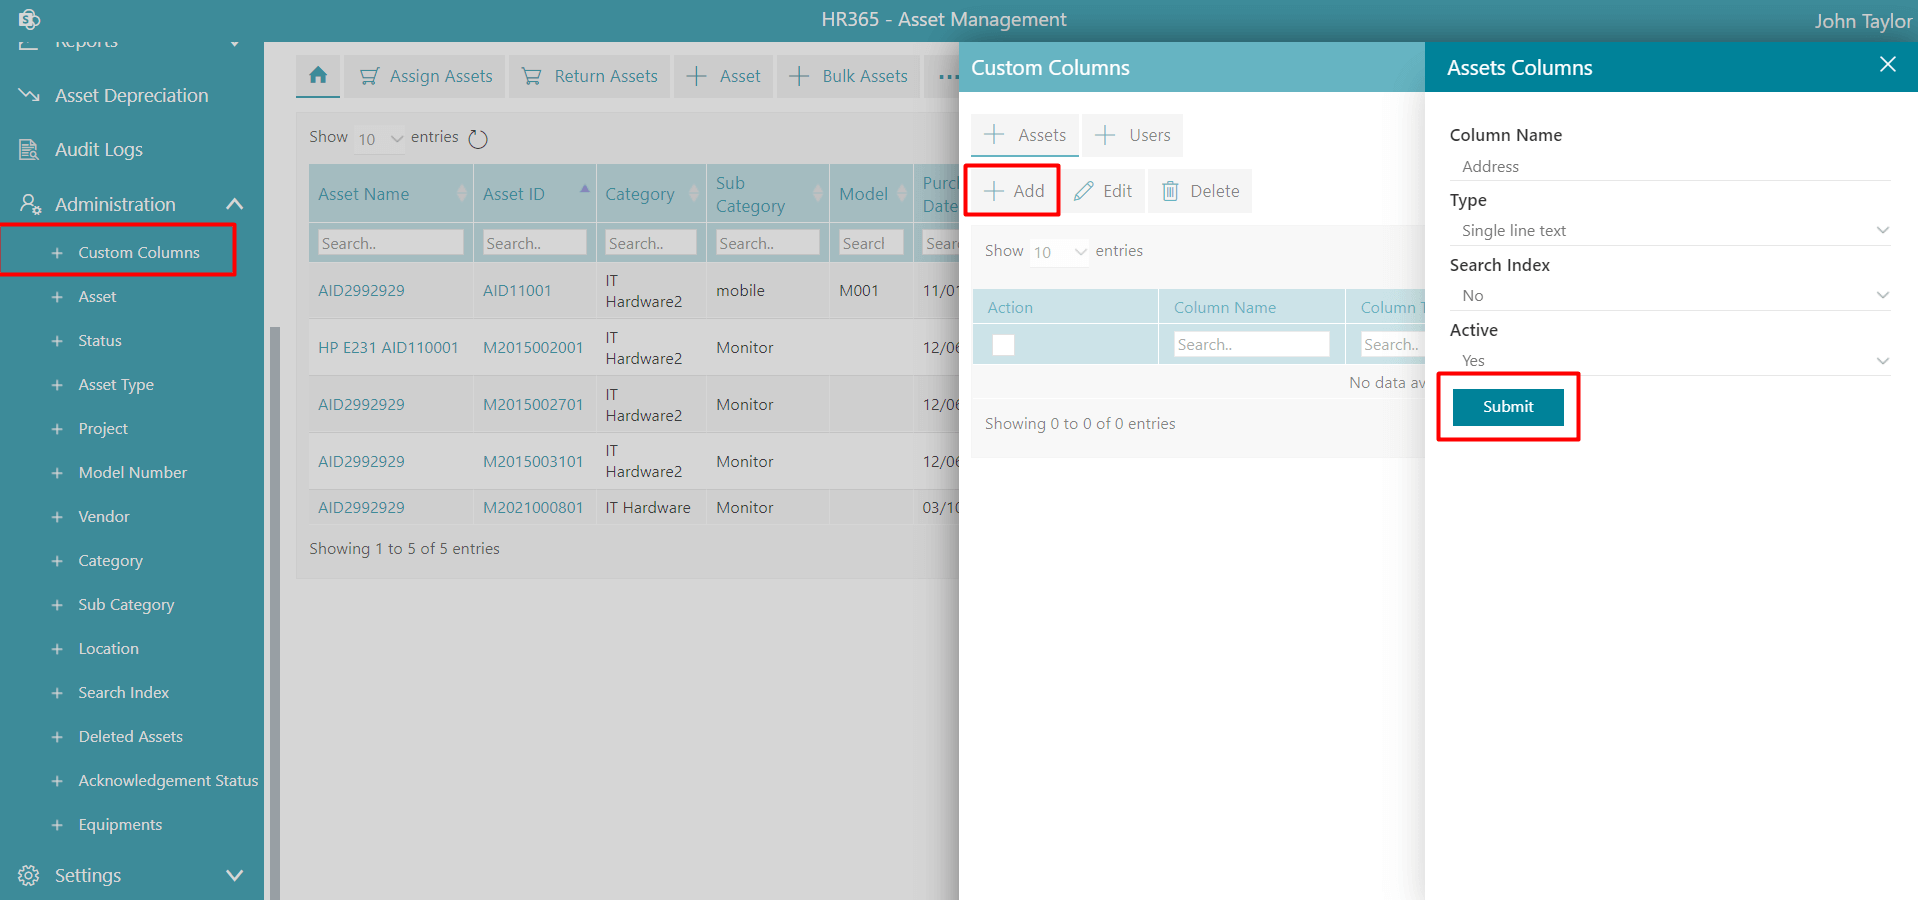 HR365 - Asset Management
John Taylor
Reports
Asset Depreciation
Audit Logs
Administration
Custom Columns
Asset
Status
Asset Type
Project
Model Number
Vendor
Category
Sub Category
Location
Search Index
Deleted Assets
Acknowledgement Status
Equipments
Settings
Assign Assets
Return Assets
Asset
Bulk Assets
Show 10 entries
Asset Name
Asset ID
Category
Sub
Category
Model
Purch
Date
Search..
Search..
Search..
Search..
Search
Sear
AID2992929
AID11001
IT
Hardware2
mobile
M001
11/01
HP E231 AID110001
M2015002001
IT
Hardware2
Monitor
12/06
AID2992929
M2015002701
IT
Hardware2
Monitor
12/06
AID2992929
M2015003101
IT
Hardware2
Monitor
12/06
AID2992929
M2021000801
IT Hardware
Monitor
03/10
Showing 1 to 5 of 5 entries
Custom Columns
Assets
Users
Add
Edit
Delete
Show 10 entries
Action
Column Name
Column T
Search..
Search..
No data av
Showing 0 to 0 of 0 entries
Assets Columns
Column Name
Address
Type
Single line text
Search Index
No
Active
Yes
Submit